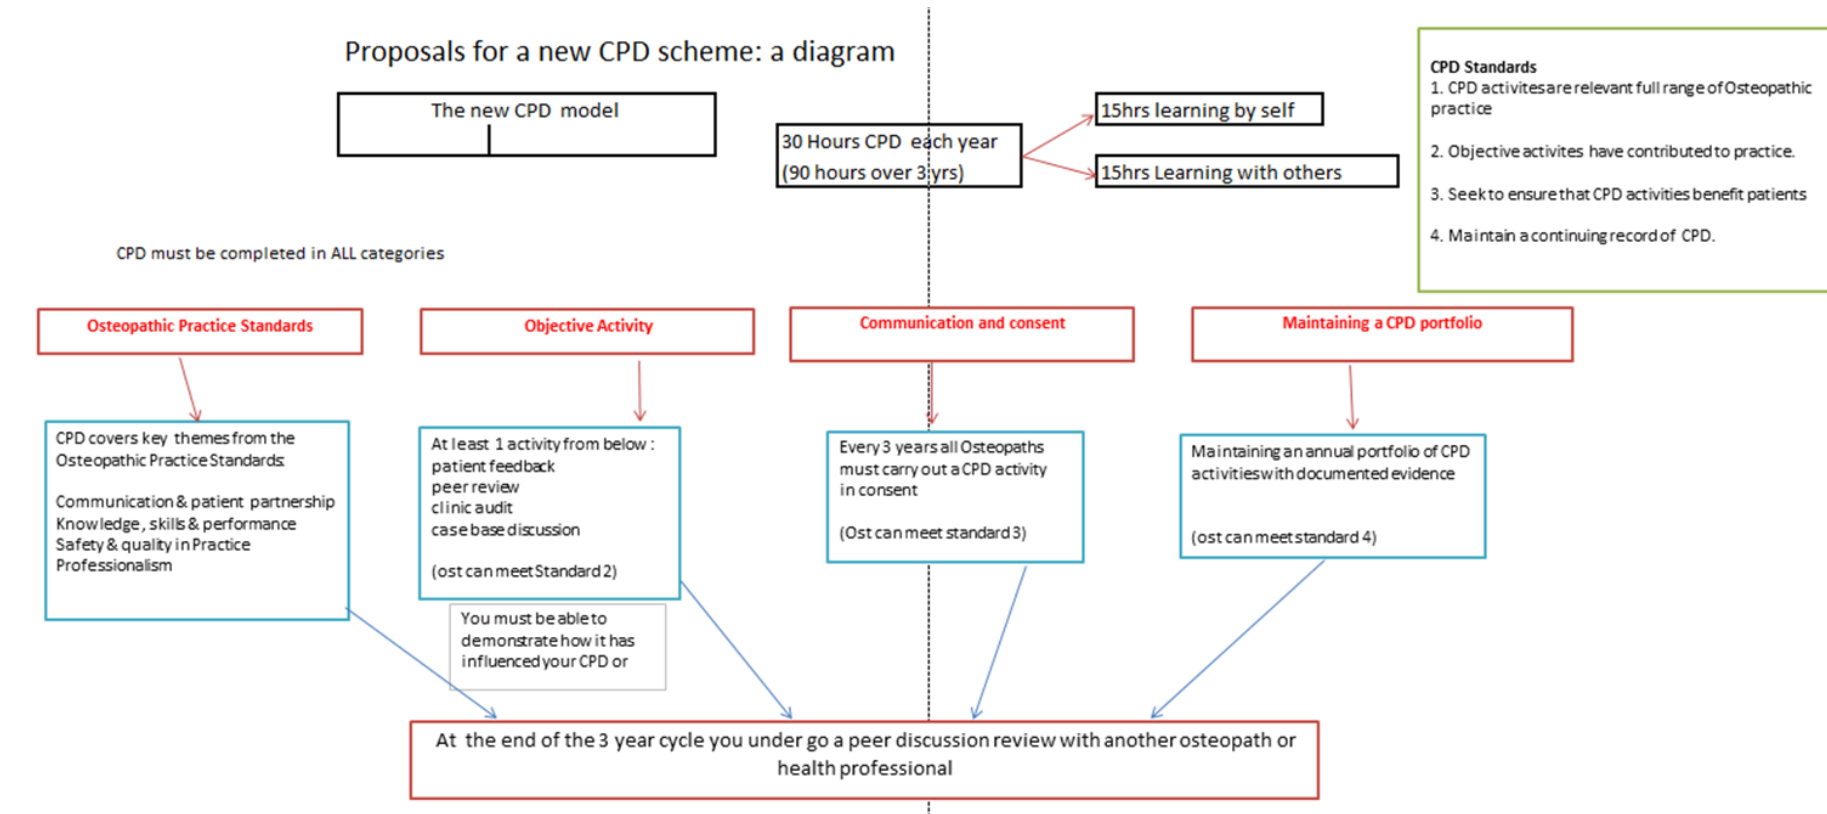 Proposals for a new CPD scheme: a diagram
The new CPD model
30 Hours CPD each year
(90 hours over 3 yrs)
15hrs learning by self
15hrs Learning with others
CPD Standards
1. CPD activites are relevant full range of Osteopathic
practice
2. Objective activites have contributed to practice.
3. Seek to ensure that CPD activities benefit patients
4. Maintain a continuing record of CPD.
CPD must be completed in ALL categories
Osteopathic Practice Standards
Objective Activity
Communication and consent
Maintaining a CPD portfolio
CPD covers key themes from the
Osteopathic Practice Standards:
Communication & patient partnership
Knowledge, skills & performance
Safety & quality in Practice
Professionalism
At least 1 activity from below :
patient feedback
peer review
clinic audit
case base discussion
(ost can meet Standard 2)
You must be able to
demonstrate how it has
influenced your CPD or
Every 3 years all Osteopaths
must carry out a CPD activity
in consent
(Ost can meet standard 3)
Maintaining an annual portfolio of CPD
activities with documented evidence
(ost can meet standard 4)
At the end of the 3 year cycle you under go a peer discussion review with another osteopath or
health professional